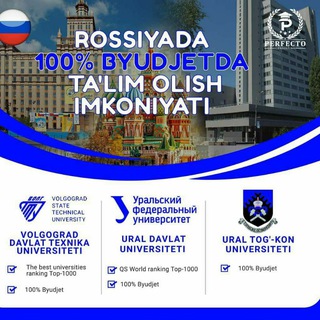 PERFECTO
ROSSIYADA
100% BYUDJETDA
TA'LIM OLISH
IMKONIYATI
VOLGOGRAD
STATE
TECHNICAL
UNIVERSITY
VOLGOGRAD
DAVLAT TEXNIKA
UNIVERSITETI
The best universities
ranking Top-1000
100% Byudjet
Уральский
федеральный
университет
URAL DAVLAT
UNIVERSITETI
QS World ranking Top-1000
100% Byudjet
URAL TOG'-KON
UNIVERSITETI
100% Byudjet